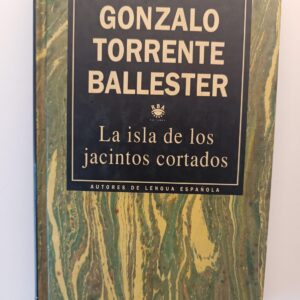 GONZALO
TORRENTE
BALLESTER
La isla de los
jacintos cortados
AUTORES DE LENGUA ESPAÑOLA